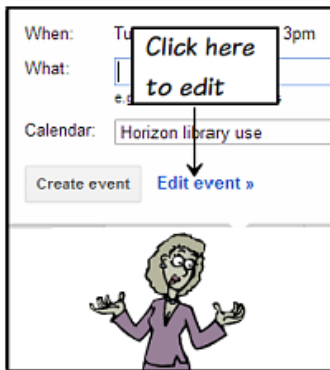 When: Tu 3pm
Click here
to edit
What:
e.g s
Calendar: Horizon library use
Create event Edit event »